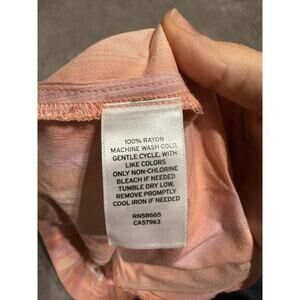 100% RAYON
MACHINE WASH COLD,
GENTLE CYCLE, WITH
LIKE COLORS
ONLY NON-CHLORINE
BLEACH IF NEEDED
TUMBLE DRY LOW,
REMOVE PROMPTLY
COOL IRON IF NEEDED
RN58665
CA57963